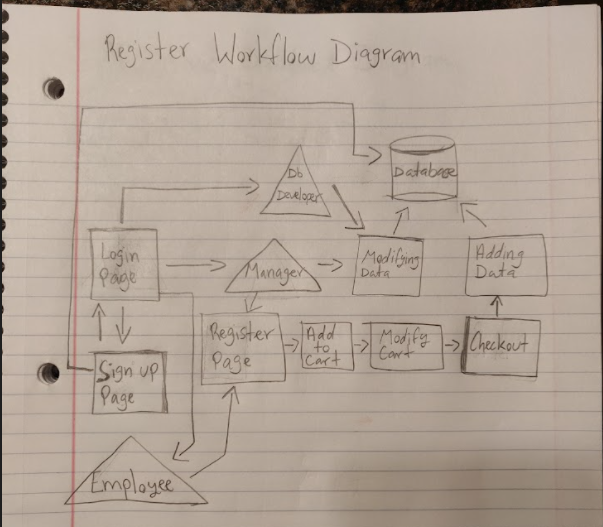 Register Workflow Diagram
Database
Db
Developer
Login
Page
Manager
Modifying
Data
Adding
Data
Register
Page
Add
to
Cart
Modify
Cart
Checkout
Sign up
Page
Employee